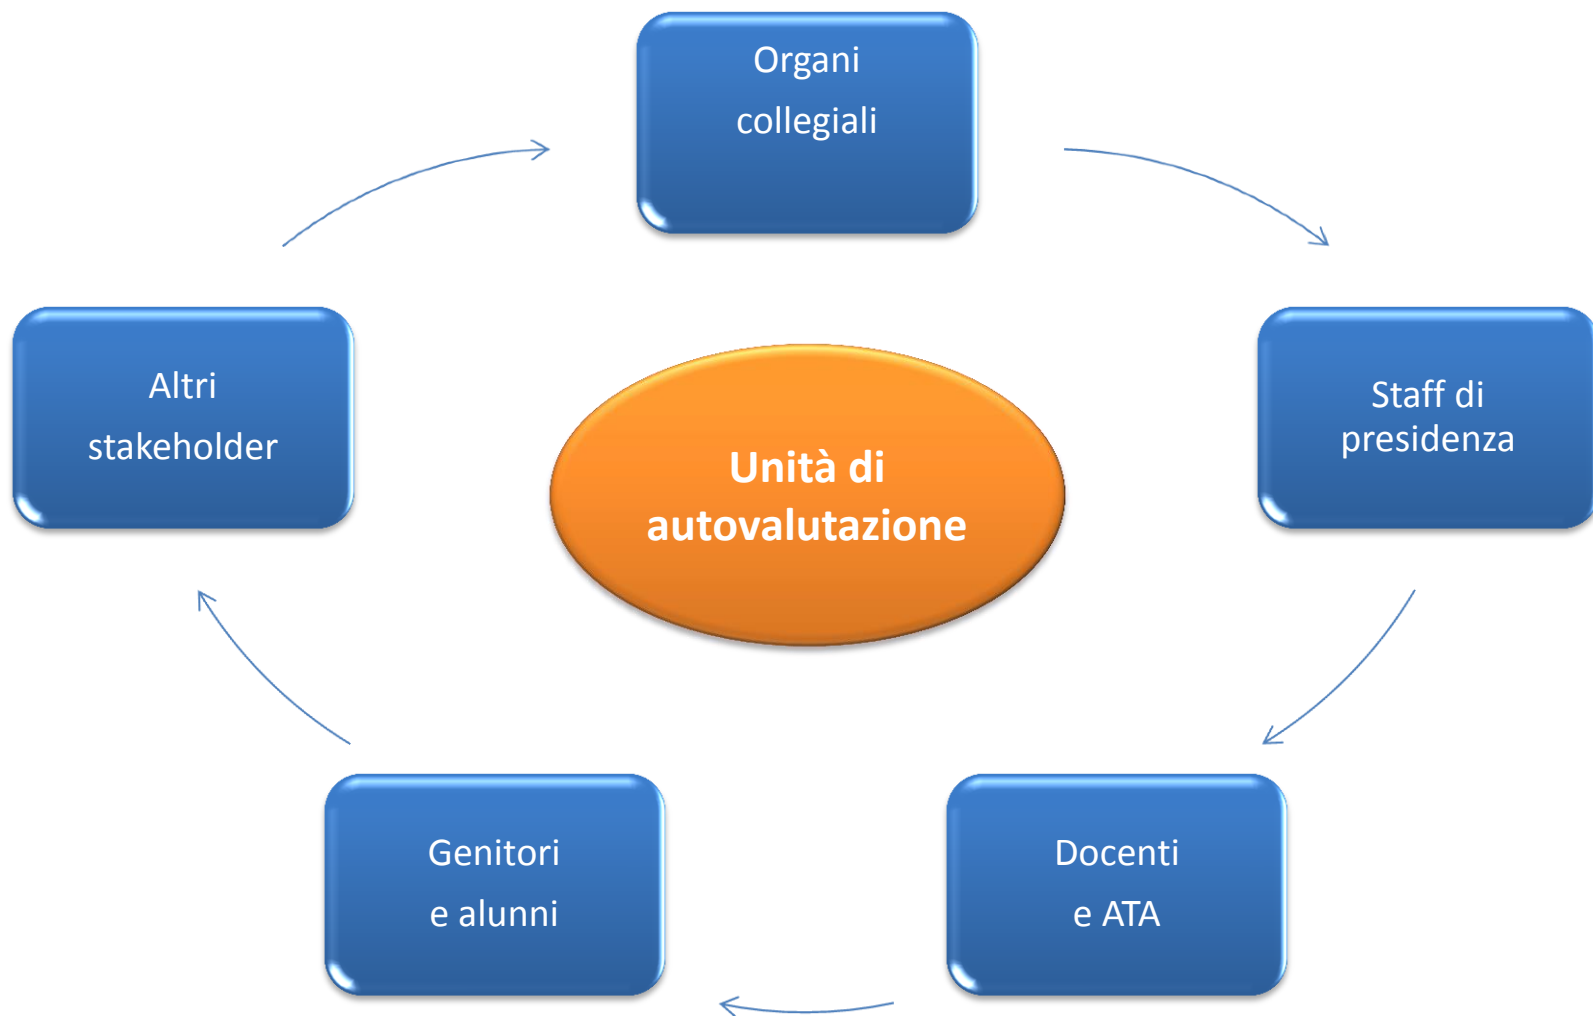 Organi
collegiali
Staff di
presidenza
Docenti
e ATA
Genitori
e alunni
Altri
stakeholder
Unità di
autovalutazione